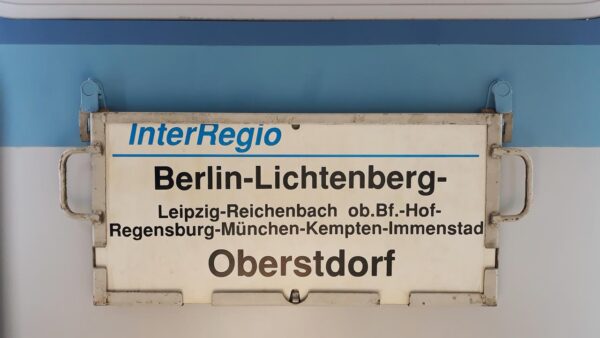 InterRegio
Berlin-Lichtenberg-
Leipzig-Reichenbach ob.Bf.-Hof-
Regensburg-München-Kempten-Immenstad
Oberstdorf